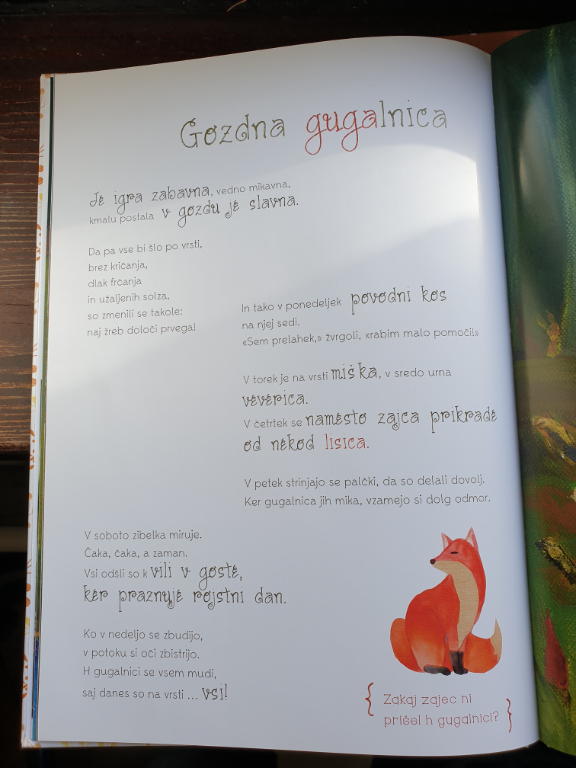 Gozdna gugalnica
Je igra zabavna, vedno mikavna,
kmalu postala v gozdu je slavna.
Da pa vse bi šlo po vrsti,
brez kričanja,
dlak frčanja
in užaljenih solza,
so zmenili se takole:
naj žreb določi prvega!
In tako v ponedeljek povodni kos
na njej sedi.
«Sem prelahek,» žvrgoli, «rabim malo pomoči!»
V torek je na vrsti miška, v sredo urna
veverica.
V četrtek se namesto zajca prikrade
od nekod lisica.
V petek strinjajo se palčki, da so delali dovolj.
Ker gugalnica jih mika, vzamejo si dolg odmor.
V soboto zibelka miruje.
Čaka, čaka, a zaman.
Vsi odšli so k vili v goste,
ker praznuje rojstni dan.
Ko v nedeljo se zbudijo,
v potoku si oči zbistrijo.
H gugalnici se vsem mudi,
saj danes so na vrsti ... vsi!
{ Zakaj zajec ni
prišel h gugalnici? }